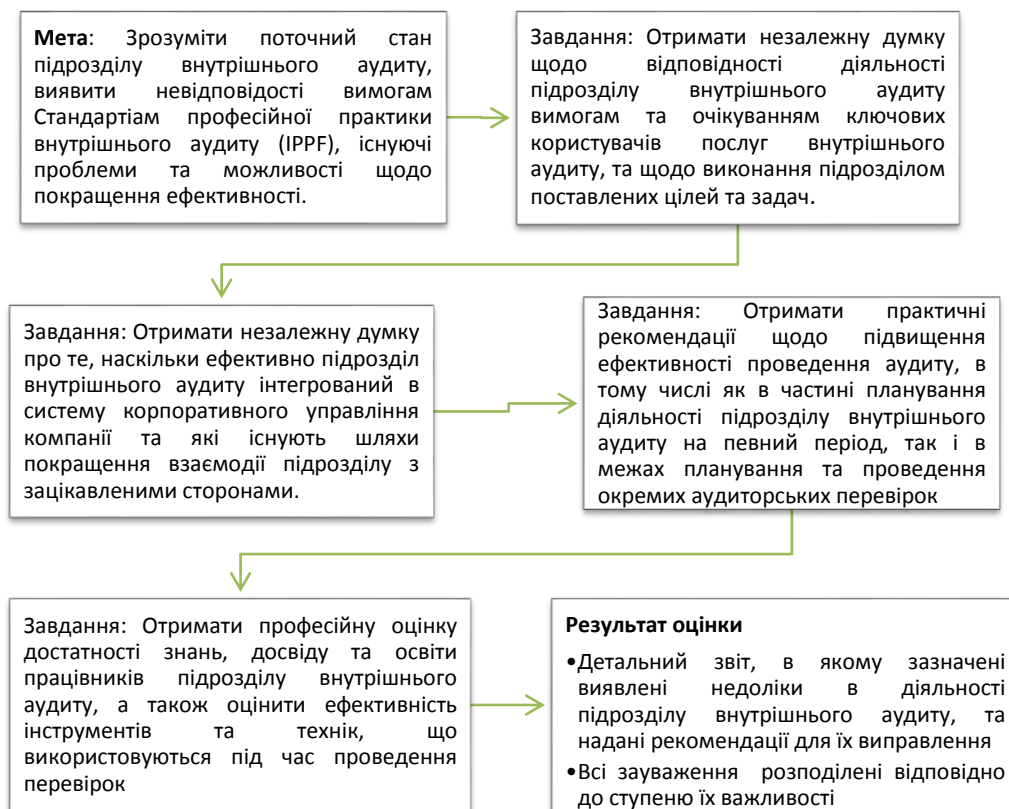 Мета: Зрозуміти поточний стан
підрозділу внутрішнього аудиту,
виявити невідповідості вимогам
Стандартіам професійної практики
внутрішнього аудиту (IPPF), існуючі
проблеми та можливості щодо
покращення ефективності.
Завдання: Отримати незалежну думку
щодо відповідності діяльності
підрозділу внутрішнього аудиту
вимогам та очікуванням ключових
користувачів послуг внутрішнього
аудиту, та щодо виконання підрозділом
поставлених цілей та задач.
Завдання: Отримати незалежну думку
про те, наскільки ефективно підрозділ
внутрішнього аудиту інтегрований в
систему корпоративного управління
компанії та які існують шляхи
покращення взаємодії підрозділу з
зацікавленими сторонами.
Завдання: Отримати практичні
рекомендації щодо підвищення
ефективності проведення аудиту, в
тому числі як в частині планування
діяльності підрозділу внутрішнього
аудиту на певний період, так і в
межах планування та проведення
окремих аудиторських перевірок
Завдання: Отримати професійну оцінку
достатності знань, досвіду та освіти
працівників підрозділу внутрішнього
аудиту, а також оцінити ефективність
інструментів та технік, що
використовуються під час проведення
перевірок
Результат оцінки
•Детальний звіт, в якому зазначені
виявлені недоліки в діяльності
підрозділу внутрішнього аудиту, та
надані рекомендації для їх виправлення
•Всі зауваження розподілені відповідно
до ступеню їх важливості